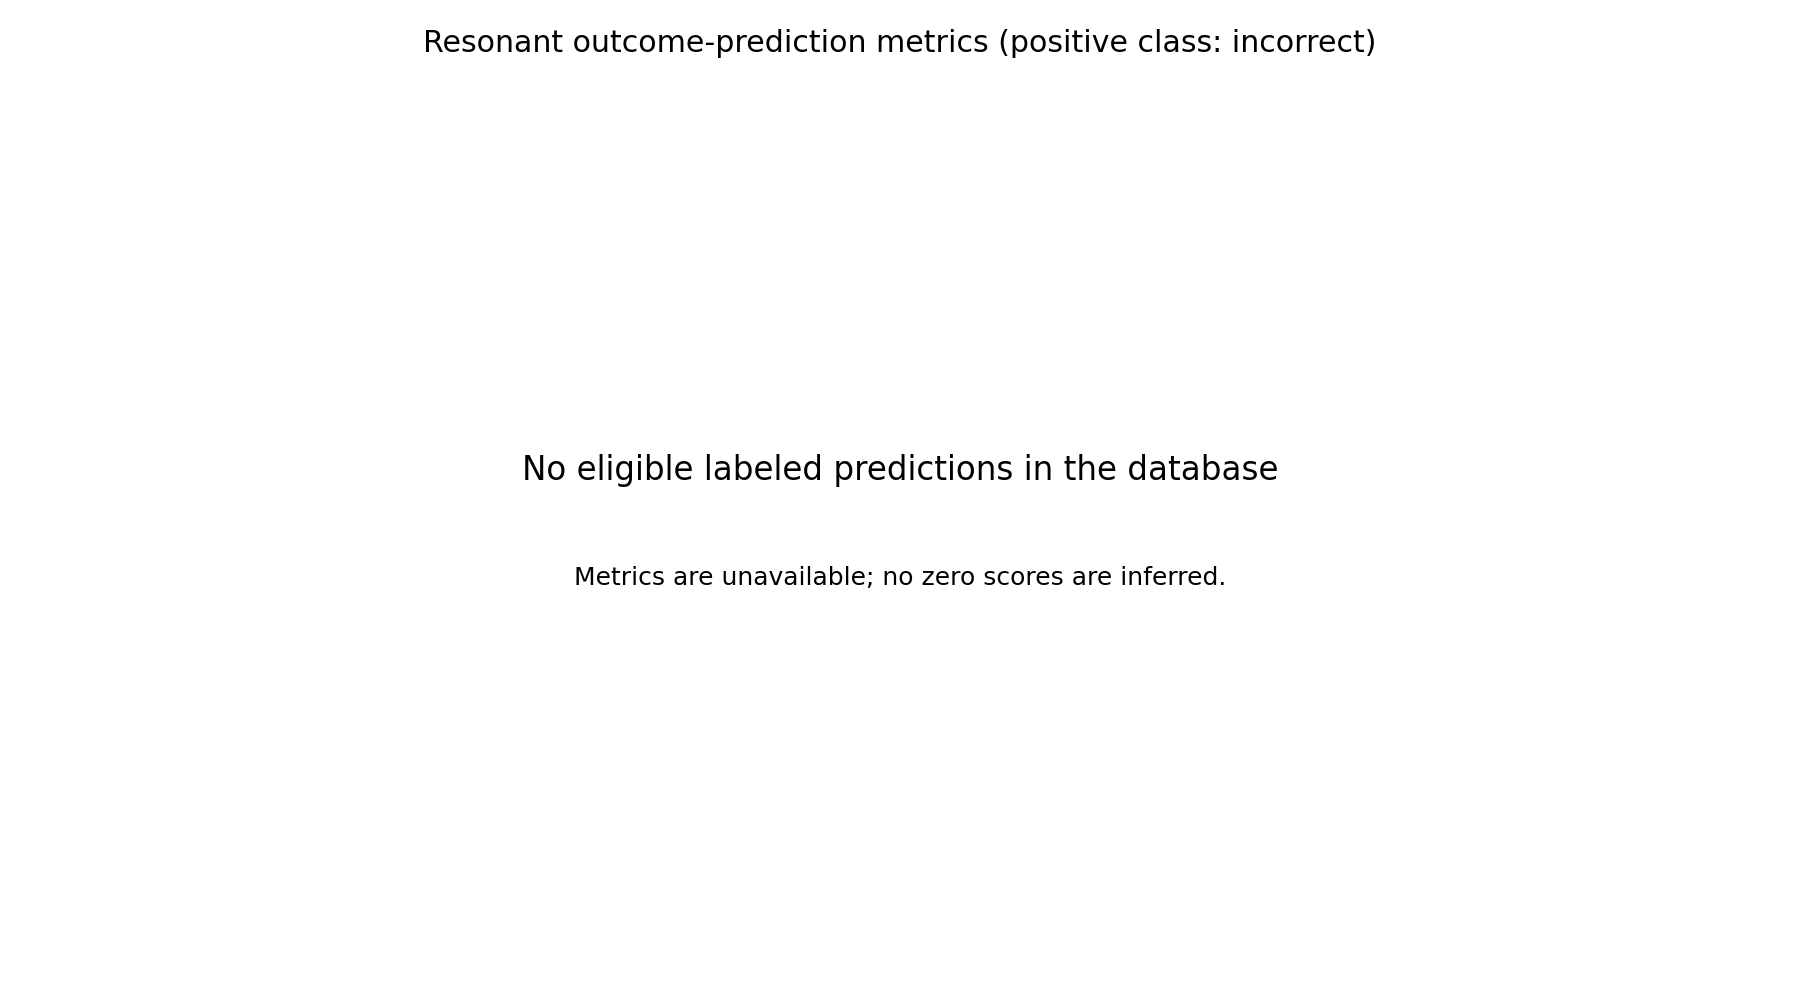 Resonant outcome-prediction metrics (positive class: incorrect)
No eligible labeled predictions in the database
Metrics are unavailable; no zero scores are inferred.